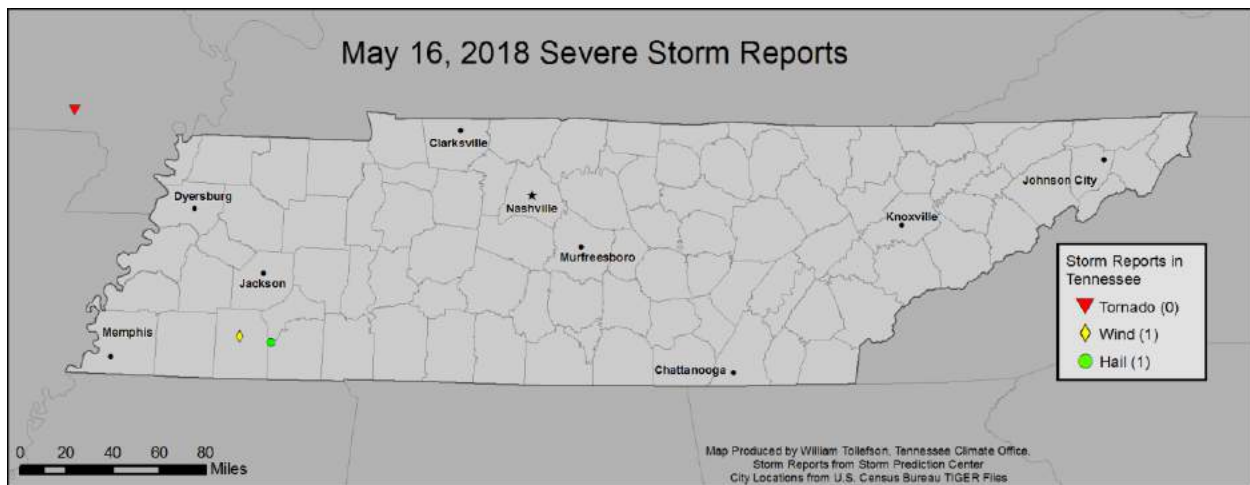 May 16, 2018 Severe Storm Reports
Clarksville
Johnson City
Dyersburg
Nashville
Knoxville
Murfreesboro
Jackson
Memphis
Chattanooga
Storm Reports in
Tennessee
Tornado (0)
Wind (1)
Hail (1)
0 20 40 60 80
Miles
Map Produced by William Tollefson, Tennessee Climate Office.
Storm Reports from Storm Prediction Center
City Locations from U.S. Census Bureau TIGER Files